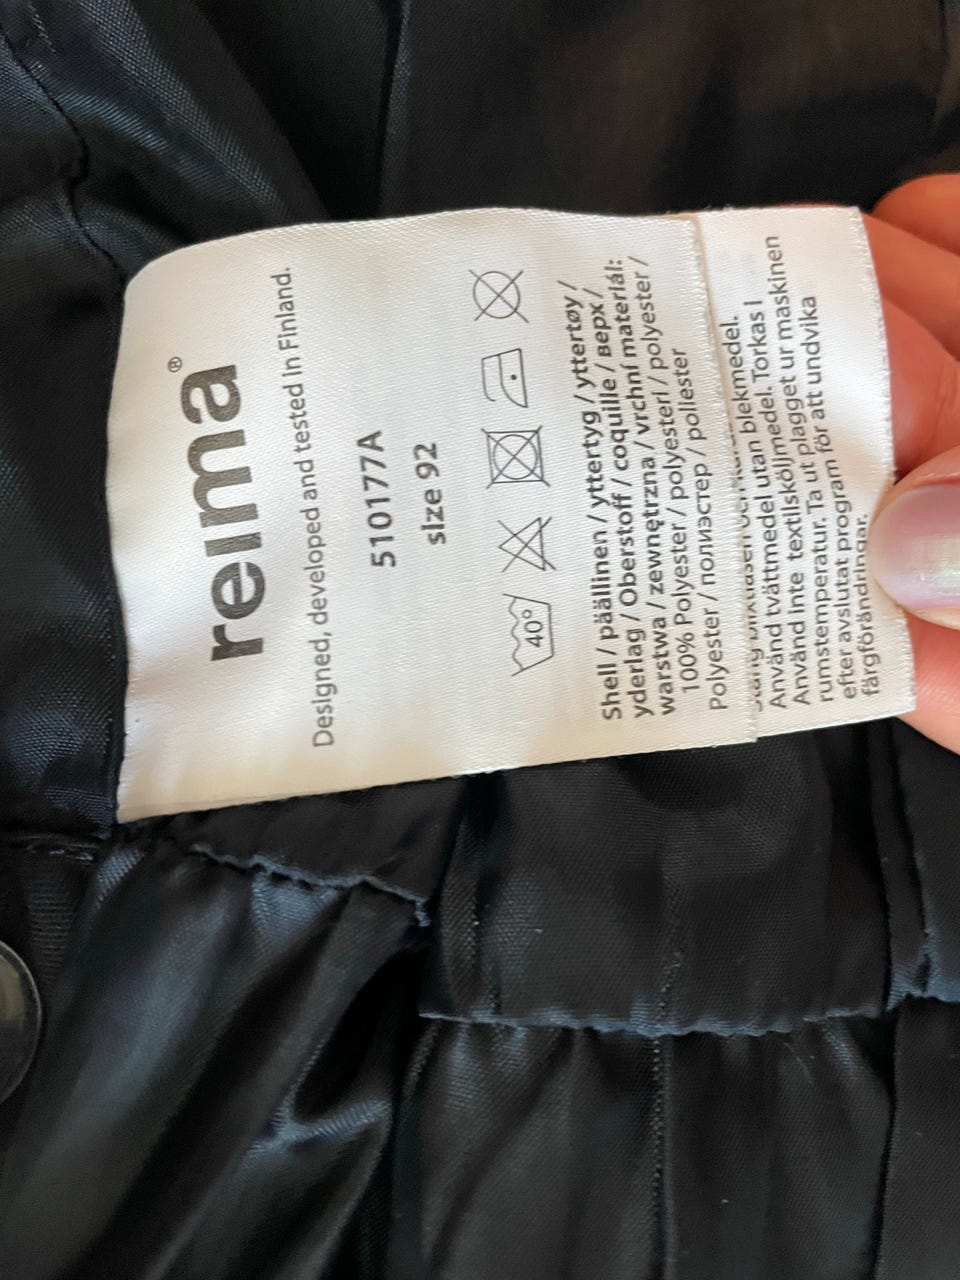 reima®
Designed, developed and tested in Finland.
510177A
size 92
40°
Shell / päällinen / yttertyg / yttertøy /
yderlag / Oberstoff / coquille / верх /
warstwa / zewnętrzna / vrchní materiál:
100% Polyester / polyesteri / polyester /
Polyester / полиэстер / poliester
Använd tvättmedel utan blekmedel. Torkas i
rumstemperatur. Ta ut plagget ur maskinen
Använd inte textilsköljmedel.
efter avslutat program för att undvika
färgförändringar.